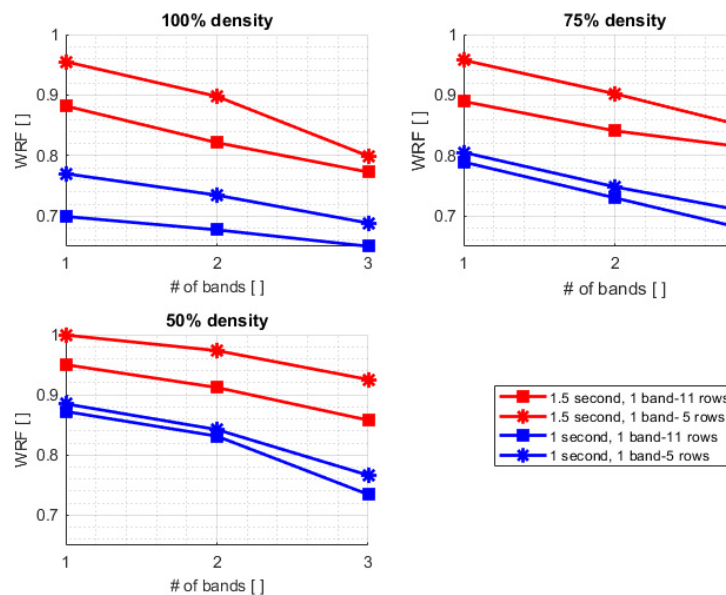 100% density
1
0.9
0.8
0.7
WRF [ ]
1 2 3
# of bands [ ]
75% density
1
0.9
0.8
0.7
WRF [ ]
1 2
# of bands [ ]
50% density
1
0.9
0.8
0.7
WRF [ ]
1 2 3
# of bands [ ]
1.5 second, 1 band-11 rows
1.5 second, 1 band- 5 rows
1 second, 1 band-11 rows
1 second, 1 band-5 rows